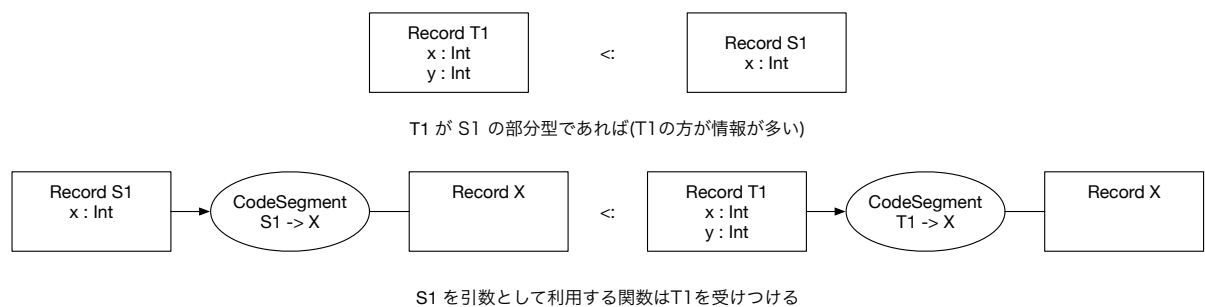 Record T1
x : Int
y : Int
<:
Record S1
x : Int
T1 が S1 の部分型であれば(T1の方が情報が多い)
Record S1
x : Int
CodeSegment
S1 -> X
Record X
<:
Record T1
x : Int
y : Int
CodeSegment
T1 -> X
Record X
S1 を引数として利用する関数はT1を受けつける